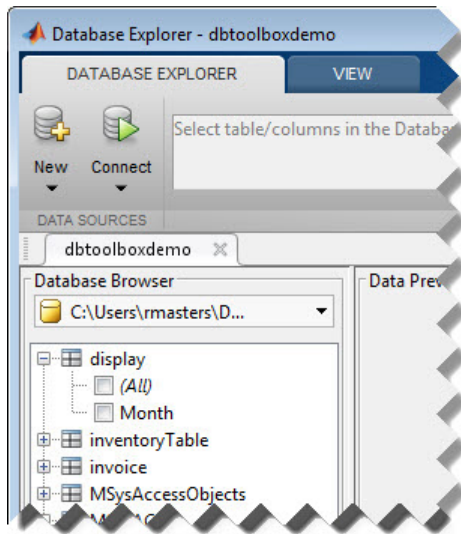 Database Explorer - dbtoolboxdemo
DATABASE EXPLORER
VIEW
New
Connect
Select table/columns in the Databa
DATA SOURCES
dbtoolboxdemo
Database Browser
Data Prev
C:\Users\rmasters\D...
display
(All)
Month
inventoryTable
invoice
MSysAccessObjects